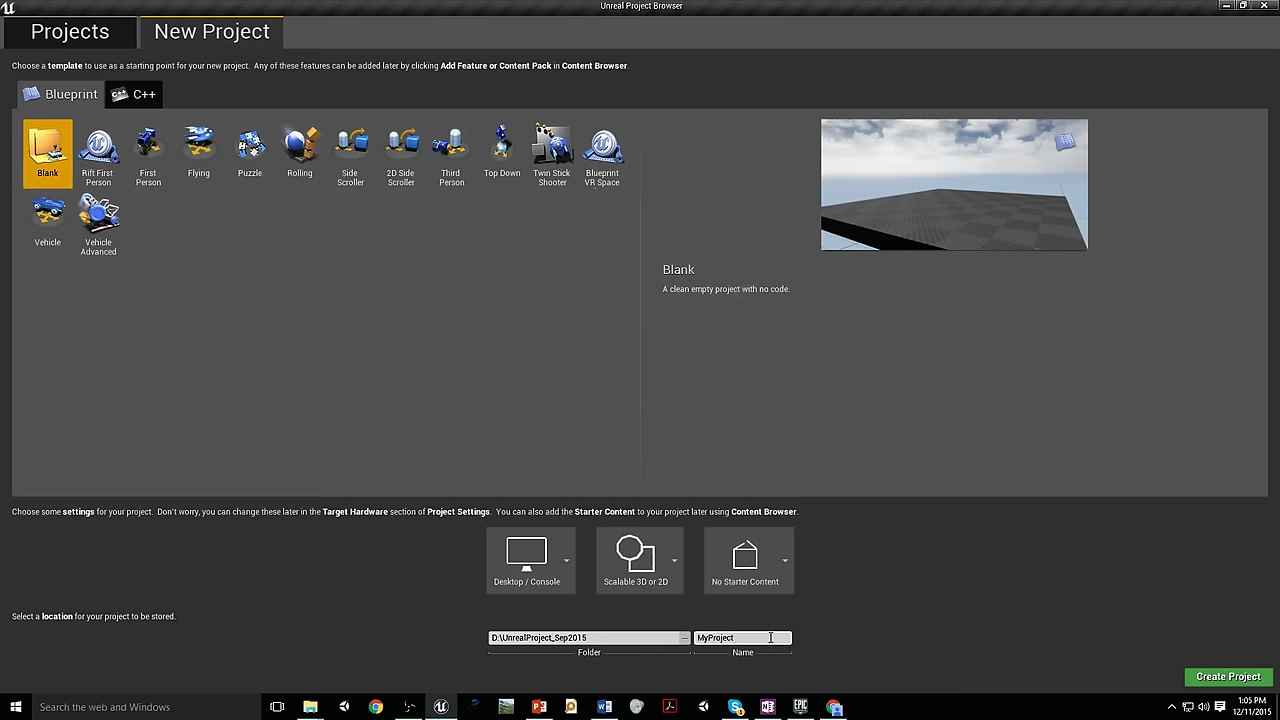 Unreal Project Browser
Projects
New Project
Choose a template to use as a starting point for your new project. Any of these features can be added later by clicking Add Feature or Content Pack in Content Browser.
Blueprint
C++
C++
Blank
Rift First
Person
First
Person
Flying
Puzzle
Rolling
Side
Scroller
2D Side
Scroller
Third
Person
Top Down
Twin Stick
Shooter
Blueprint
VR Space
Vehicle
Vehicle
Advanced
Blank
A clean empty project with no code.
Choose some settings for your project. Don't worry, you can change these later in the Target Hardware section of Project Settings. You can also add the Starter Content to your project later using Content Browser.
Desktop / Console
Scalable 3D or 2D
No Starter Content
Select a location for your project to be stored.
D:\UnrealProject_Sep2015
...
MyProject
Folder
Name
Create Project
Search the web and Windows
EPIC
1:05 PM
12/11/2015